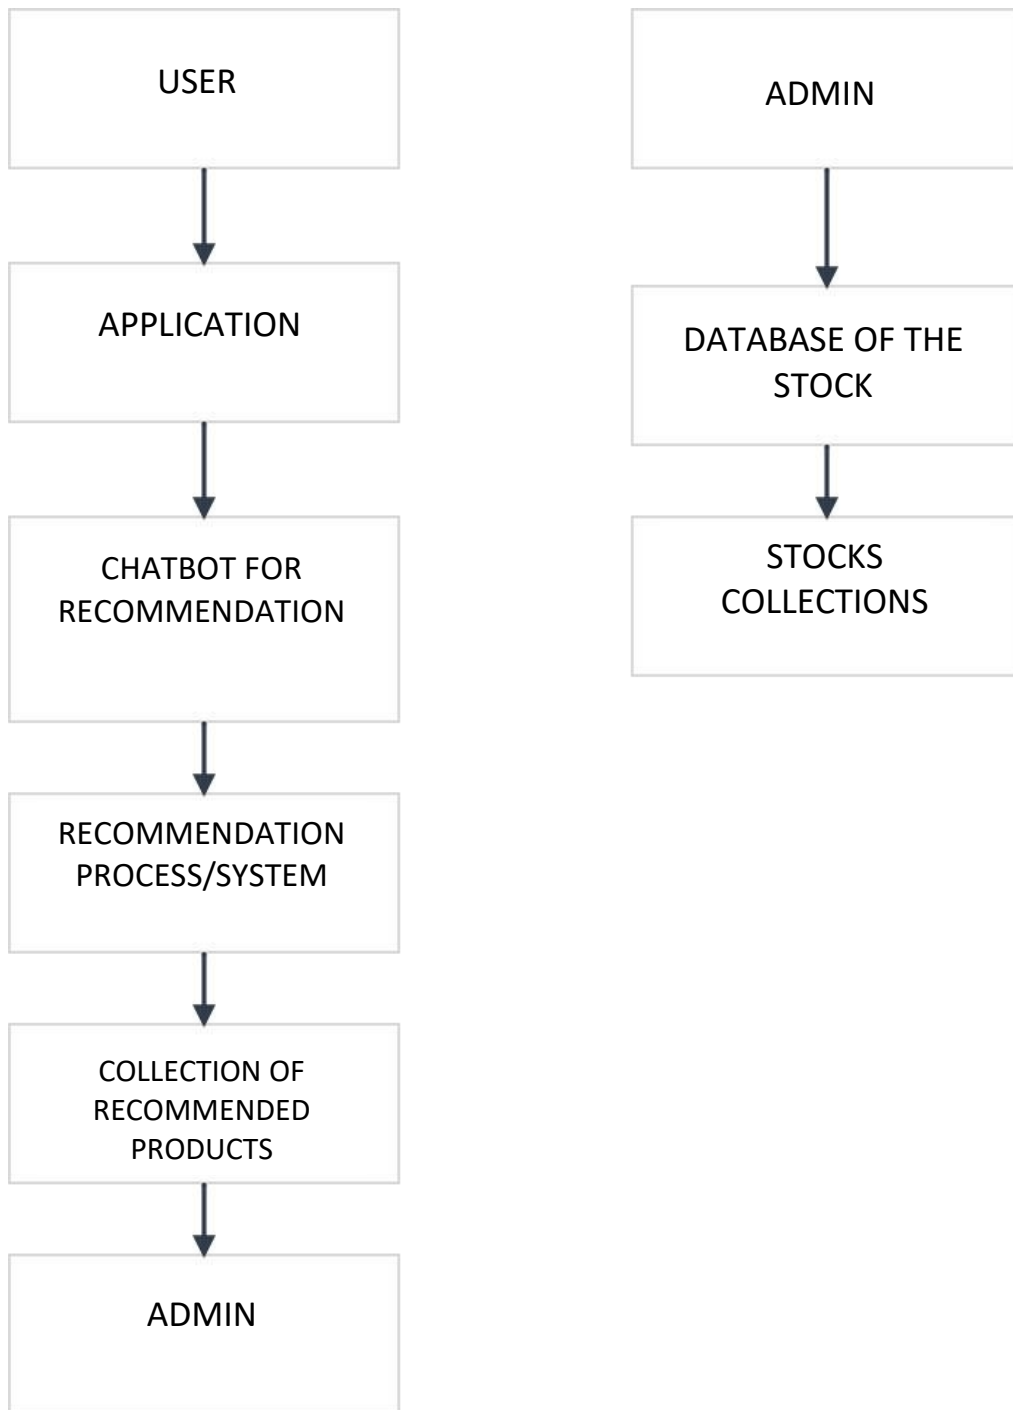 USER
APPLICATION
CHATBOT FOR
RECOMMENDATION
RECOMMENDATION
PROCESS/SYSTEM
COLLECTION OF
RECOMMENDED
PRODUCTS
ADMIN
ADMIN
DATABASE OF THE
STOCK
STOCKS
COLLECTIONS